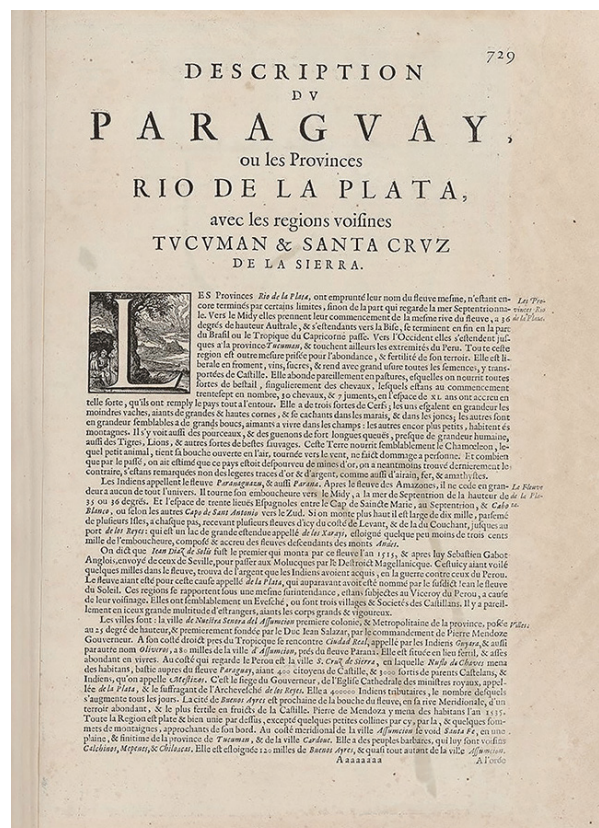 729
DESCRIPTION
DV
PARAGVAY,
ou les Provinces
RIO DE LA PLATA,
avec les regions voiſines
TVCVMAN & SANTA CRVZ
DE LA SIERRA.
LES Provinces Rio de la Plata, ont emprunté leur nom du fleuve meſme, n'eſtant en-
core terminés par certains limites, ſinon de la part qui regarde la mer Septentrionna-
le. Vers le Midy elles prennent leur commencement de la meſme rive du fleuve, a 36
degrés de hauteur Auſtrale, & s'eſtendants vers la Biſe, ſe terminent en fin en la part
du Braſil ou le Tropique du Capricorne paſſe. Vers l'Occident elles s'eſtendent juſ-
ques a la province Tucuman, & touchent ailleurs les extremités du Peru. Toute ceſte
region eſt outre meſure priſée pour l'abondance, & fertilité de ſon terroir. Elle eſt li-
berale en froment, vins, ſucres, & rend avec grand uſure toutes les ſemences, y tranſ-
portées de Caſtille. Elle abonde pareillement en paſtures, eſquelles on nourrit toutes
ſortes de beſtail, ſingulierement des chevaux, leſquels eſtans au commencement
trenteſept en nombre, 30 chevaux, & 7 juments, en l'eſpace de XL ans ont accreu en
telle ſorte, qu'ils ont remply le pays tout a l'entour. Elle a de trois ſortes de Cerfs; les uns eſgalent en grandeur les
moindres vaches, aiants de grandes & hautes cornes, & ſe cachants dans les marais, & dans les joncs; les autres ſont
en grandeur ſemblables a de grands boucs, aimants a vivre dans les champs: les autres encor plus petits, habitent és
montagnes. Il s'y voit auſſi des pourceaux, & des guenons de fort longues queuës, preſque de grandeur humaine,
auſſi des Tigres, Lions, & autres ſortes de beſtes ſauvages. Ceſte Terre nourrit ſemblablement le Chamœleon, le-
quel petit animal, tient ſa bouche ouverte en l'air, tournée vers le vent, ne faict dommage a perſonne. Et combien
que par le paſſé, on ait eſtimé que ce pays eſtoit deſpourveu de mines d'or, on a neantmoins trouvé dernierement le
contraire, s'eſtans remarqués non des legeres traces d'or & d'argent, comme auſſi d'airain, fer, & amathyſtes.
Les Pro-
vinces Rio
de la Plata.
Les Indiens appellent le fleuve Paranaguazu, & auſſi Parana. Apres le fleuve des Amazones, il ne cede en gran-
deur a aucun de tout l'univers. Il tourne ſon emboucheure vers le Midy, a la mer de Septention de la hauteur de
35 ou 36 degrés. Et l'eſpace de trente lieuës Eſpagnoles entre le Cap de Saincte Marie, au Septention, & Cabo
Blanco, ou ſelon les autres Capo de Sant Antonio vers le Zud. Si on monte plus haut il eſt large de dix mille, parſemé
de pluſieurs Iſles, a chaſque pas, recevant pluſieurs fleuves d'icy du coſté de Levant, & de la du Couchant, juſques au
port de los Reyes: qui eſt un lac de grande eſtenduë appellé de los Xarayi, eſloigné quelque peu moins de trois cents
mille de l'emboucheure, compoſé & accreu des fleuves deſcendants des monts Andes.
Le Fleuve
de la Pla-
ta.
On dict que Iean Diaz de Solis fuſt le premier qui monta par ce fleuve l'an 1515, & apres luy Sebaſtien Gabot
Anglois, envoyé de ceux de Seville, pour paſſer aux Molucques par le Deſtroict Magellanicque. Ceſtuicy aiant voilé
quelques milles dans le fleuve, trouva de l'argent que les Indiens avoient acquis, en la guerre contre ceux du Perou.
Le fleuve aiant eſté pour ceſte cauſe appellé de la Plata, qui auparavant avoit eſté nommé par le ſuſdict Iean le fleuve
du Soleil. Ces regions ſe rapportent tous une meſme ſurintendance, eſtans ſubjectes au Viceroy du Perou, a cauſe
de leur voiſinage. Elles ont ſemblablement un Eveſché, ou ſont trois villages & Societés des Caſtillans. Il y a pareil-
lement en iceux grande multitude d'eſtrangers, aiants les corps grands & vigoureux.
Les villes ſont: la ville de Nueſtra Senera del Aſſumcion premiere colonie, & Metropolitaine de la province, poſée
au 25 degré de hauteur, & premierement fondée par le Duc Iean Salazar, par le commandement de Pierre Mendoze
Gouverneur. A ſon coſté droict pres du Tropique ſe rencontre Ciudad Real, appellé par les Indiens Guyera, & auſſi
par autre nom Oliveros, a 80 milles de la ville d'Aſſumcion, prés du fleuve Parana. Elle eſt ſituée en lieu fertil, & aſſes
abondant en vivres. Au coſté qui regarde le Perou eſt la ville S. Cruz de Sierra, en laquelle Nuflo de Chaves mena
des habitans, baſtie aupres du fleuve Paraguay, aiant 400 citoyens de Caſtille, & 3000 ſortis de parents Caſtelans, &
Indiens, qu'on appelle Meſticos. C'eſt le ſiege du Gouverneur, de l'Egliſe Cathedrale des miniſtres royaux, appel-
lée de la Plata, & le ſuffragant de l'Archeveſché de los Reyes. Elle a 400000 Indiens tributaires, le nombre deſquels
s'augmente tous les jours. La cité de Buenos Ayres eſt prochaine de la bouche du fleuve, en ſa rive Meridionale, d'un
terroir abondant, & le plus fertile en fruicts de la Caſtille. Pierre de Mendoza y mena des habitans l'an 1535.
Toute la Region eſt plate & bien unie par deſſus, excepté quelques petites collines par cy, par la, & quelques ſom-
mets de montagnes, approchants de ſon bord. Au coſté meridional de la ville Aſſumcion ſe void Santa Fe, en une
plaine, & finitime de la province de Tucuman, & de la ville Cordout. Elle a des peuples barbares, qui luy ſont voiſins
Calchinos, Mepenes, & Chiloacas. Elle eſt eſloignée 120 milles de Buenos Ayres, & quaſi tout autant de la ville Aſſumcion.
Villes.
Aaaaaaaa
A l'orde